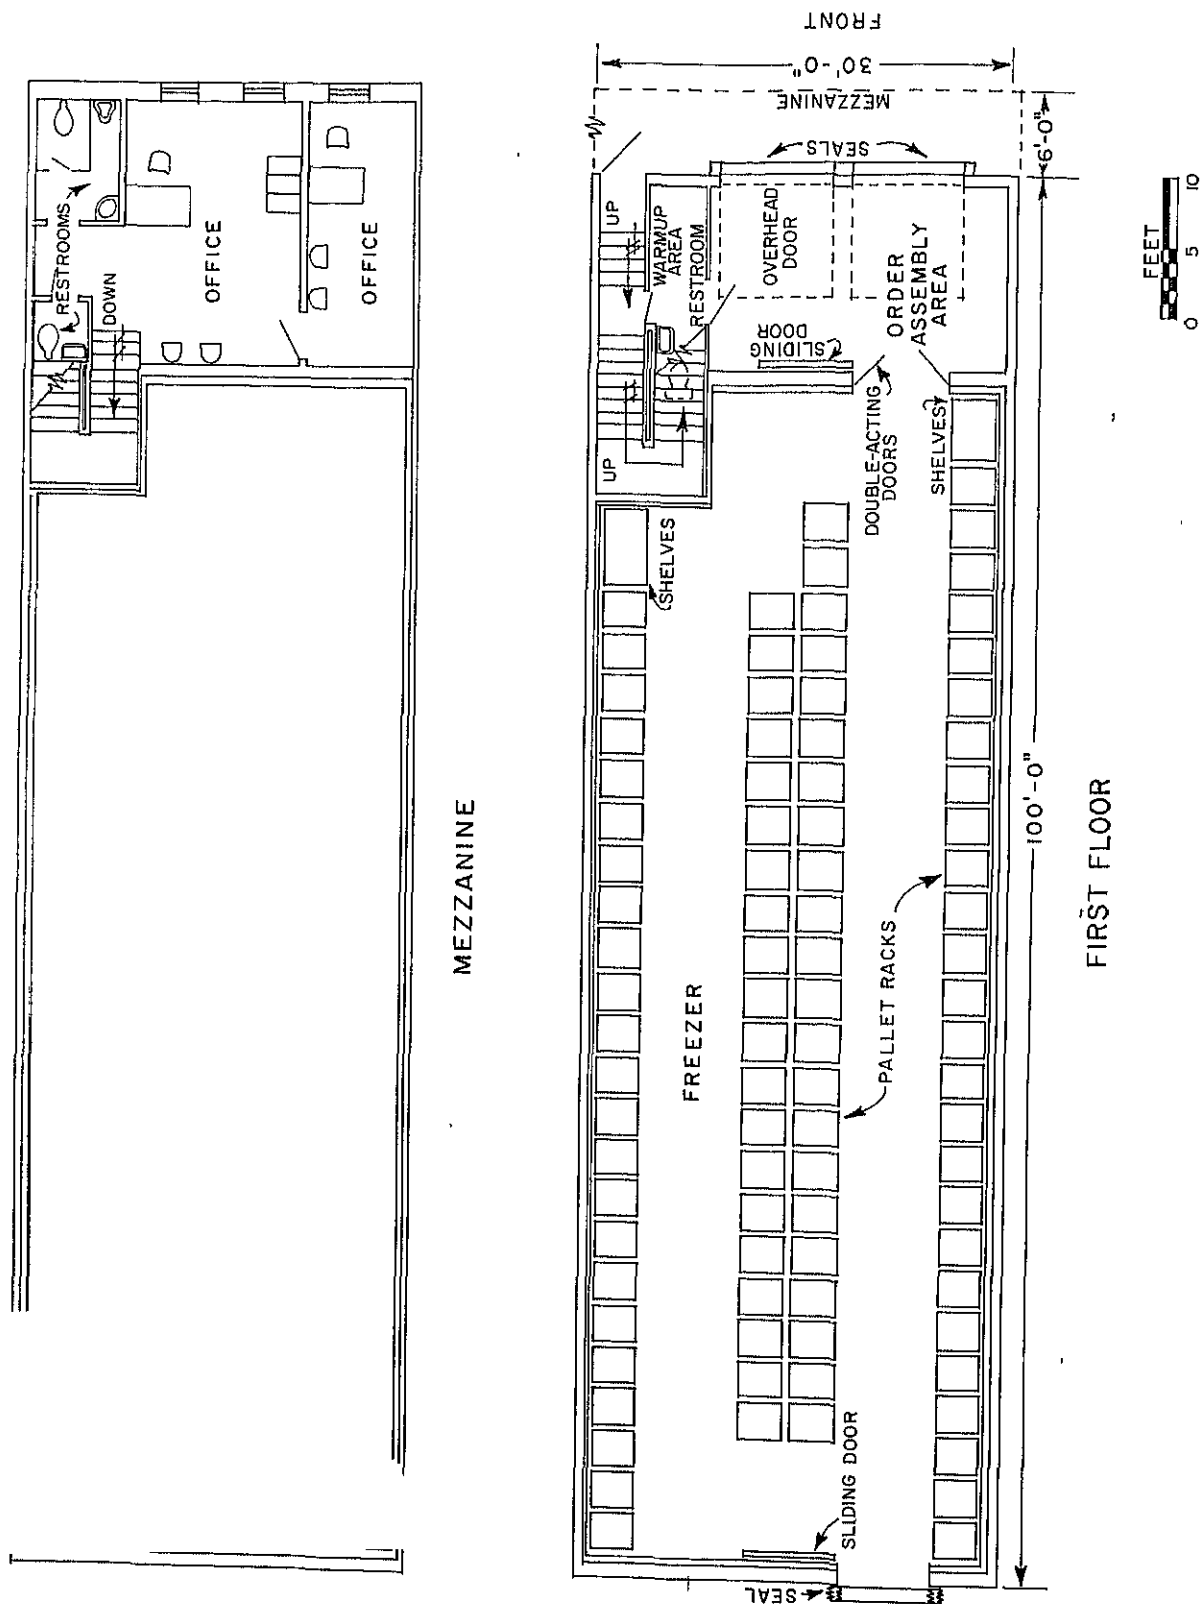 RESTROOMS
DOWN
OFFICE
OFFICE
MEZZANINE
FRONT
30'-0"
MEZZANINE
6'-0"
SEALS
UP
WARMUP
AREA
RESTROOM
OVERHEAD
DOOR
SLIDING
DOOR
ORDER
ASSEMBLY
AREA
UP
DOUBLE-ACTING
DOORS
SHELVES
SHELVES
FREEZER
PALLET RACKS
SLIDING DOOR
SEAL
100'-0"
FIRST FLOOR
FEET
0 5 10